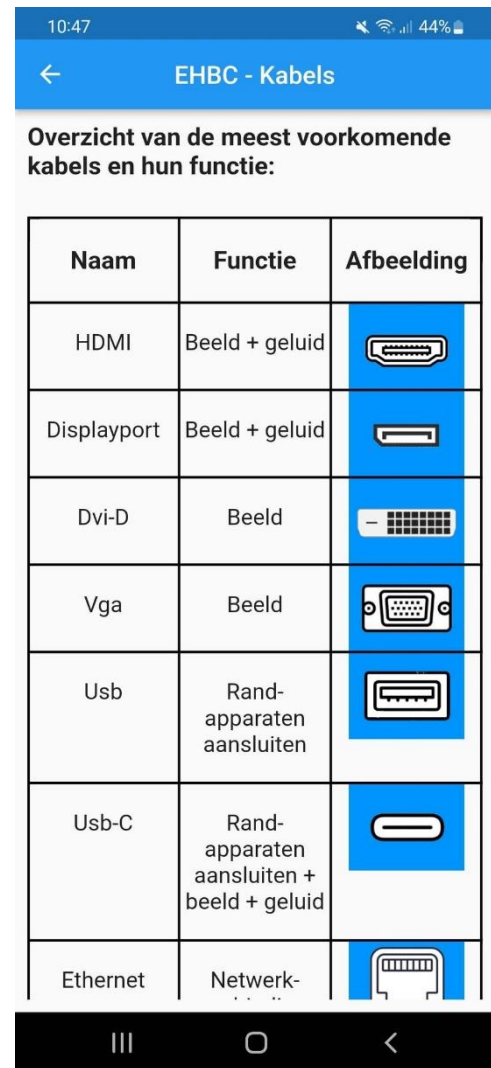 10:47 44%
EHBC - Kabels
Overzicht van de meest voorkomende
kabels en hun functie:
Naam Functie Afbeelding
HDMI Beeld + geluid
Displayport Beeld + geluid
Dvi-D Beeld
Vga Beeld
Usb Rand-
apparaten
aansluiten
Usb-C Rand-
apparaten
aansluiten +
beeld + geluid
Ethernet Netwerk-